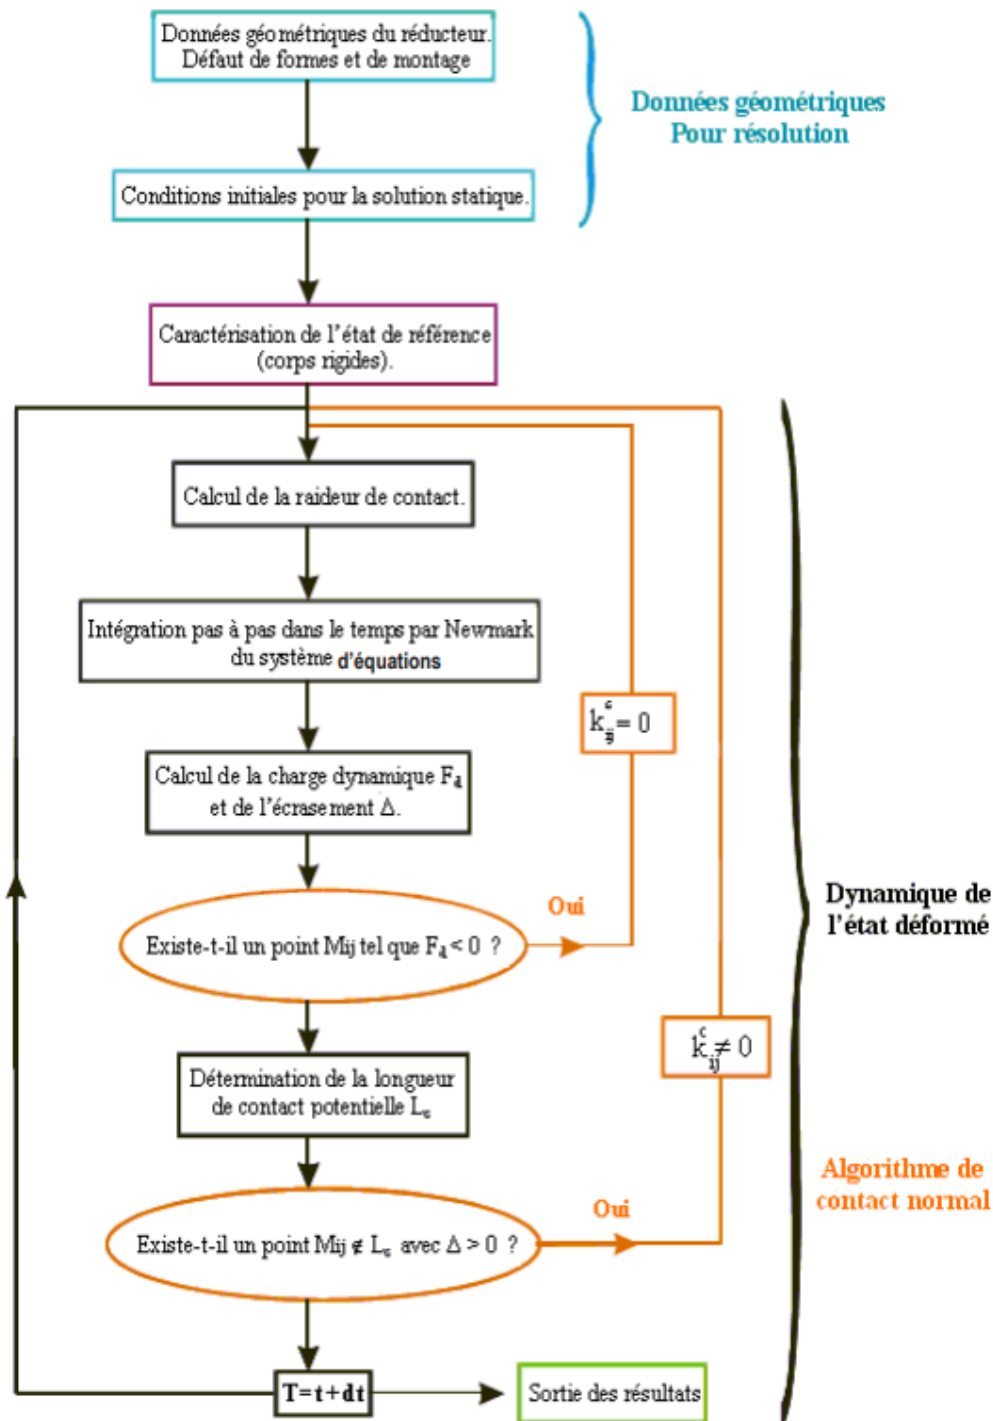 Données géométriques du réducteur.
Défaut de formes et de montage
Données géométriques
Pour résolution
Conditions initiales pour la solution statique.
Caractérisation de l'état de référence
(corps rigides).
Calcul de la raideur de contact.
Intégration pas à pas dans le temps par Newmark
du système d'équations
k^c_ij = 0
Calcul de la charge dynamique F_d
et de l'écrasement Δ.
Oui
Existe-t-il un point Mij tel que F_d < 0 ?
Dynamique de
l'état déformé
k^c_ij ≠ 0
Détermination de la longueur
de contact potentielle L_c
Algorithme de
contact normal
Oui
Existe-t-il un point Mij ∉ L_c avec Δ > 0 ?
T=t+dt
Sortie des résultats